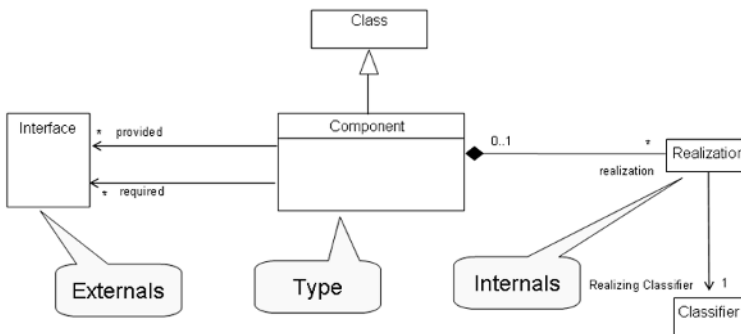 Class
Interface
* provided
Component
0..1
*
Realization
realization
* required
Externals
Type
Internals
Realizing Classifier
1
Classifier